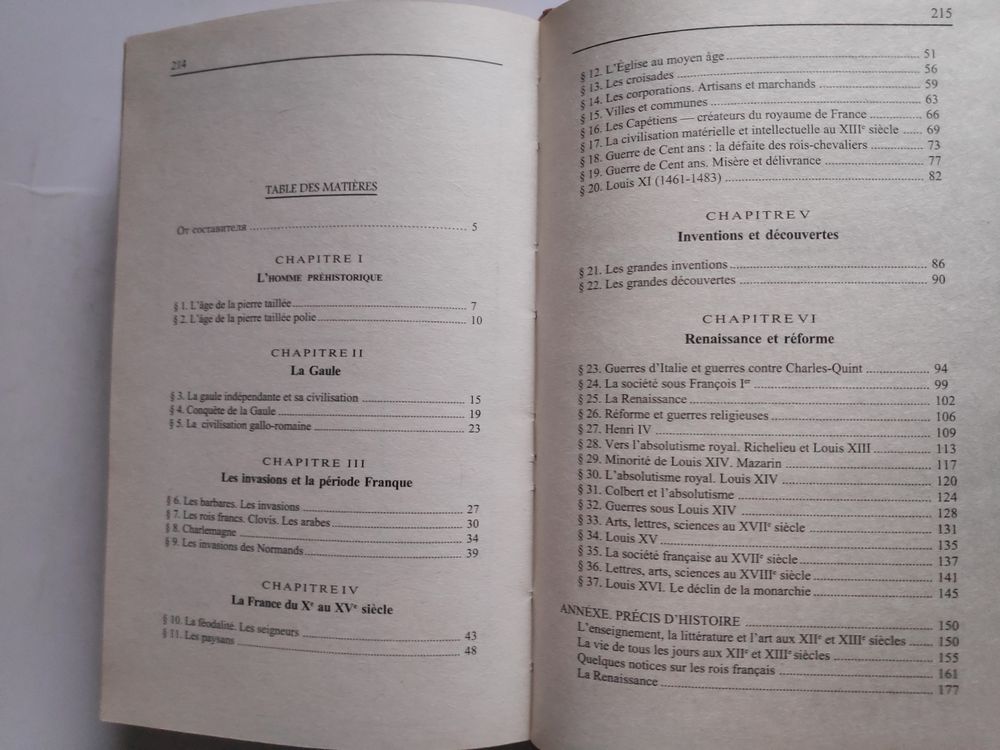 214
TABLE DES MATIÈRES
От составителя 5
CHAPITRE I
L'HOMME PRÉHISTORIQUE
§ 1. L'âge de la pierre taillée 7
§ 2. L'âge de la pierre taillée polie 10
CHAPITRE II
La Gaule
§ 3. La gaule indépendante et sa civilisation 15
§ 4. Conquête de la Gaule 19
§ 5. La civilisation gallo-romaine 23
CHAPITRE III
Les invasions et la période Franque
§ 6. Les barbares. Les invasions 27
§ 7. Les rois francs. Clovis. Les arabes 30
§ 8. Charlemagne 34
§ 9. Les invasions des Normands 39
CHAPITRE IV
La France du Xe au XVe siècle
§ 10. La féodalité. Les seigneurs 43
§ 11. Les paysans 48
215
§ 12. L'Église au moyen âge 51
§ 13. Les croisades 56
§ 14. Les corporations. Artisans et marchands 59
§ 15. Villes et communes 63
§ 16. Les Capétiens — créateurs du royaume de France 66
§ 17. La civilisation matérielle et intellectuelle au XIIIe siècle 69
§ 18. Guerre de Cent ans : la défaite des rois-chevaliers 73
§ 19. Guerre de Cent ans. Misère et délivrance 77
§ 20. Louis XI (1461-1483) 82
CHAPITRE V
Inventions et découvertes
§ 21. Les grandes inventions 86
§ 22. Les grandes découvertes 90
CHAPITRE VI
Renaissance et réforme
§ 23. Guerres d'Italie et guerres contre Charles-Quint 94
§ 24. La société sous François Ier 99
§ 25. La Renaissance 102
§ 26. Réforme et guerres religieuses 106
§ 27. Henri IV 109
§ 28. Vers l'absolutisme royal. Richelieu et Louis XIII 113
§ 29. Minorité de Louis XIV. Mazarin 117
§ 30. L'absolutisme royal. Louis XIV 120
§ 31. Colbert et l'absolutisme 124
§ 32. Guerres sous Louis XIV 128
§ 33. Arts, lettres, sciences au XVIIe siècle 131
§ 34. Louis XV 135
§ 35. La société française au XVIIe siècle 137
§ 36. Lettres, arts, sciences au XVIIIe siècle 141
§ 37. Louis XVI. Le déclin de la monarchie 145
ANNÈXE. PRÉCIS D'HISTOIRE 150
L'enseignement, la littérature et l'art aux XIIe et XIIIe siècles 150
La vie de tous les jours aux XIIe et XIIIe siècles 155
Quelques notices sur les rois français 161
La Renaissance 177